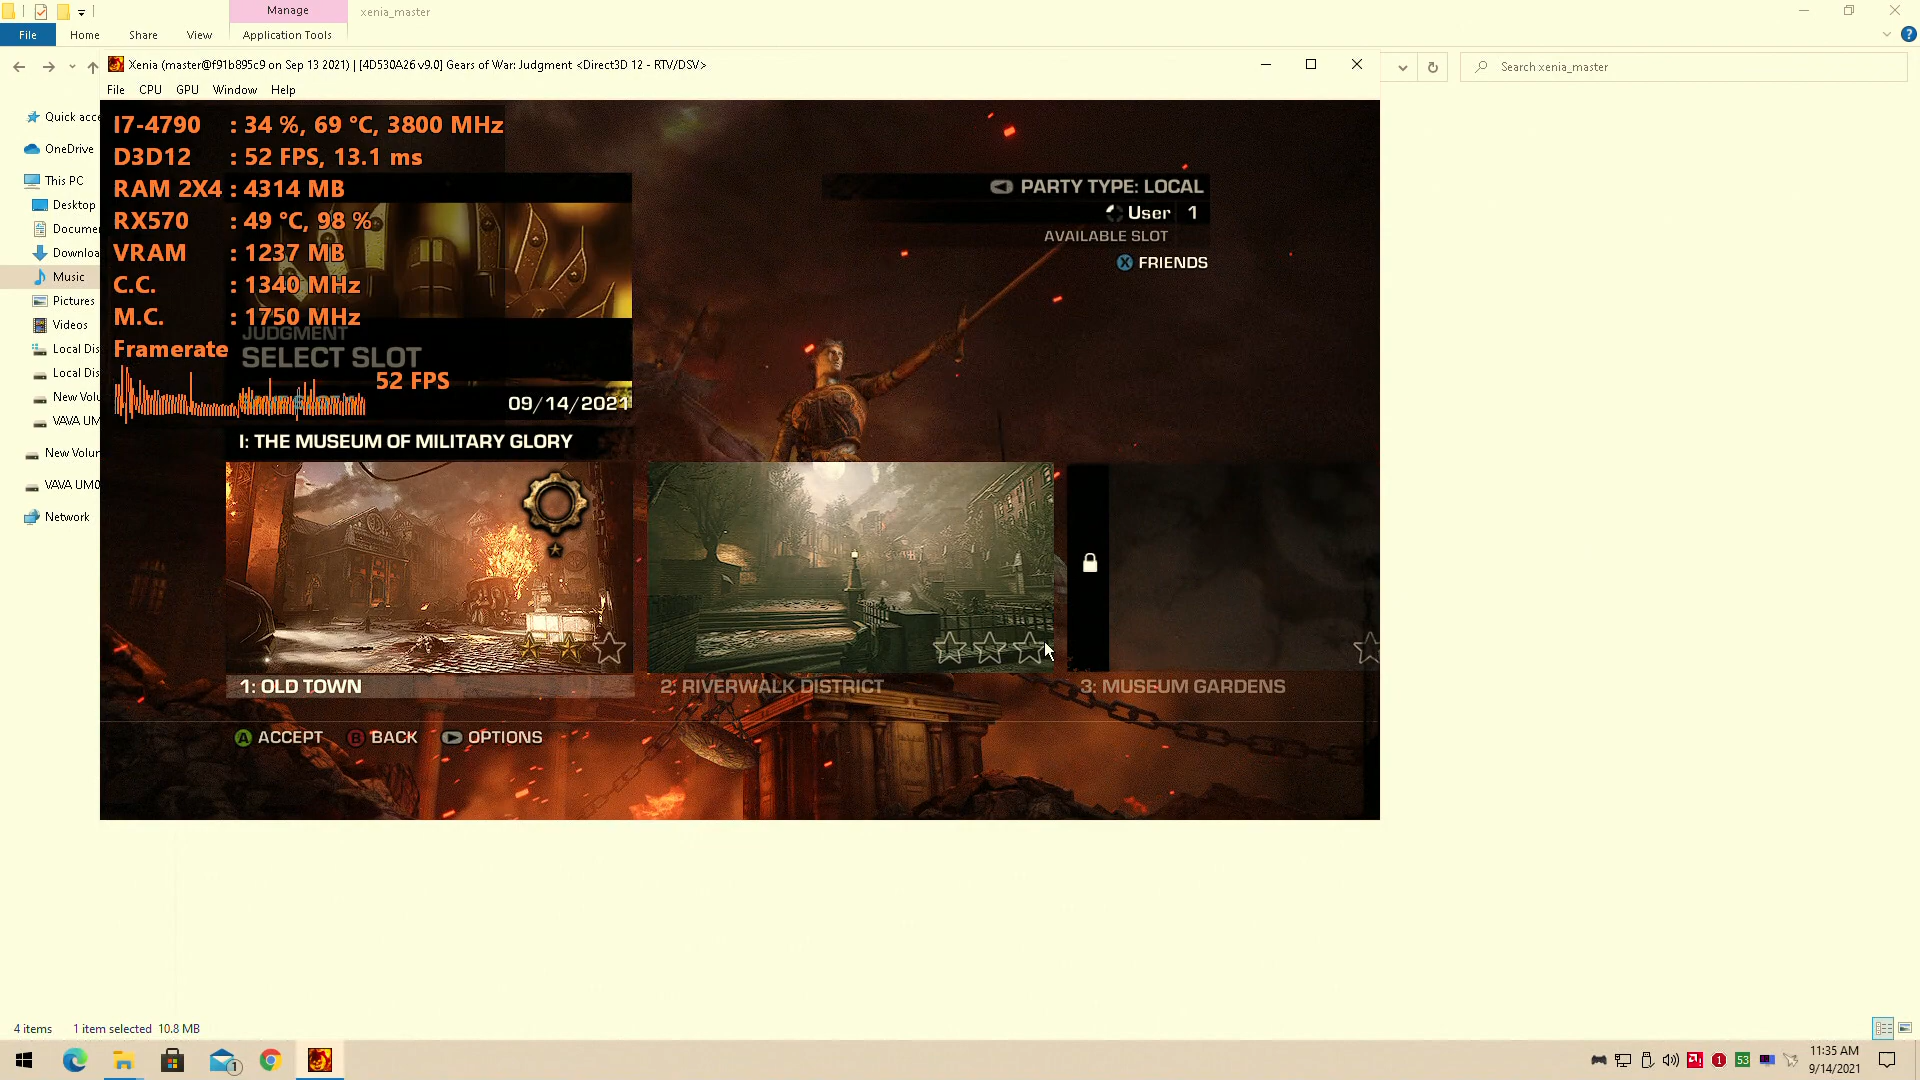 Manage
xenia_master
File
Home
Share
View
Application Tools
Search xenia_master
Xenia (master@f91b895c9 on Sep 13 2021) | [4D530A26 v9.0] Gears of War: Judgment <Direct3D 12 - RTV/DSV>
File CPU GPU Window Help
Quick acce
OneDrive
This PC
Desktop
Docume
Downloa
Music
Pictures
Videos
Local Dis
Local Dis
New Volu
VAVA UM
New Volum
VAVA UM0
Network
I7-4790 : 34 %, 69 °C, 3800 MHz
D3D12 : 52 FPS, 13.1 ms
RAM 2X4 : 4314 MB
RX570 : 49 °C, 98 %
VRAM : 1237 MB
C.C. : 1340 MHz
M.C. : 1750 MHz
Framerate
52 FPS
PARTY TYPE: LOCAL
User 1
AVAILABLE SLOT
X FRIENDS
JUDGMENT
SELECT SLOT
09/14/2021
I: THE MUSEUM OF MILITARY GLORY
1: OLD TOWN
2: RIVERWALK DISTRICT
3: MUSEUM GARDENS
A ACCEPT B BACK OPTIONS
4 items 1 item selected 10.8 MB
1
1
53
11:35 AM
9/14/2021